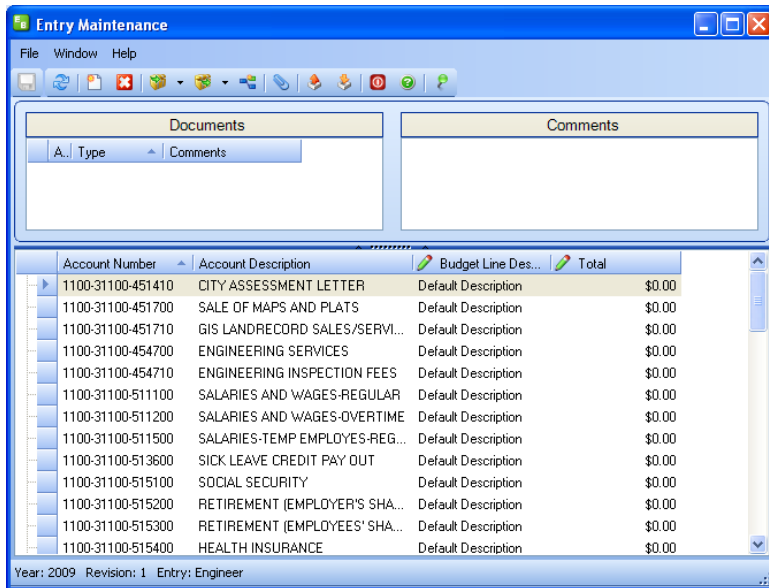 Entry Maintenance
File Window Help
Documents Comments
A.. Type Comments
Account Number Account Description Budget Line Des... Total
1100-31100-451410 CITY ASSESSMENT LETTER Default Description $0.00
1100-31100-451700 SALE OF MAPS AND PLATS Default Description $0.00
1100-31100-451710 GIS LANDRECORD SALES/SERVI... Default Description $0.00
1100-31100-454700 ENGINEERING SERVICES Default Description $0.00
1100-31100-454710 ENGINEERING INSPECTION FEES Default Description $0.00
1100-31100-511100 SALARIES AND WAGES-REGULAR Default Description $0.00
1100-31100-511200 SALARIES AND WAGES-OVERTIME Default Description $0.00
1100-31100-511500 SALARIES-TEMP EMPLOYES-REG... Default Description $0.00
1100-31100-513600 SICK LEAVE CREDIT PAY OUT Default Description $0.00
1100-31100-515100 SOCIAL SECURITY Default Description $0.00
1100-31100-515200 RETIREMENT (EMPLOYER'S SHA... Default Description $0.00
1100-31100-515300 RETIREMENT (EMPLOYEES' SHA... Default Description $0.00
1100-31100-515400 HEALTH INSURANCE Default Description $0.00
Year: 2009 Revision: 1 Entry: Engineer